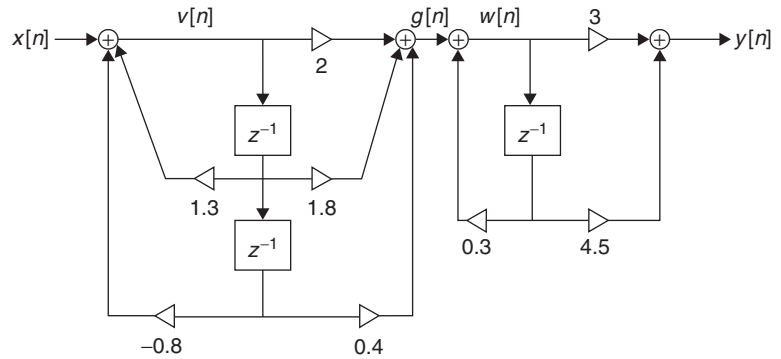 x[n]
v[n]
2
g[n]
w[n]
3
y[n]
z⁻¹
z⁻¹
1.3
1.8
z⁻¹
0.3
4.5
−0.8
0.4